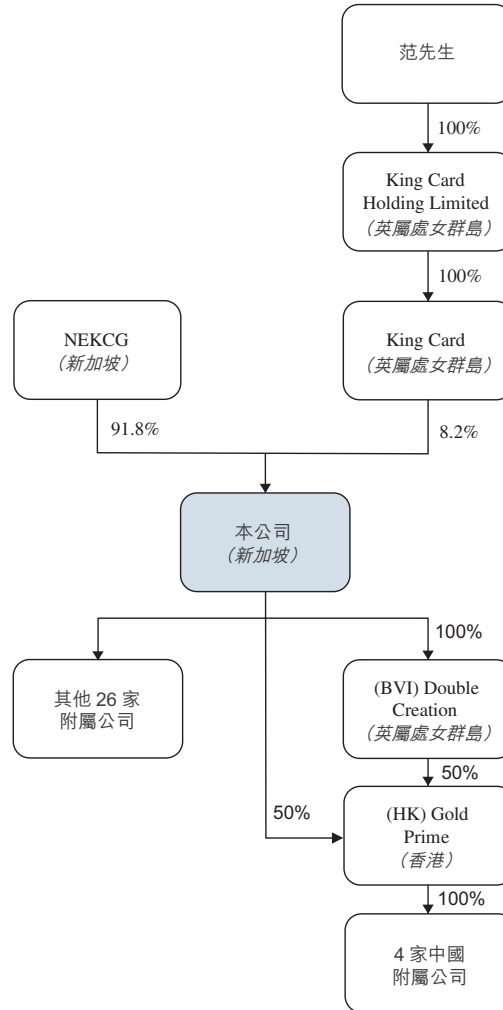 范先生
100%
King Card
Holding Limited
（英屬處女群島）
100%
NEKCG
（新加坡）
King Card
（英屬處女群島）
91.8%
8.2%
本公司
（新加坡）
100%
其他 26 家
附屬公司
(BVI) Double
Creation
（英屬處女群島）
50%
50%
(HK) Gold
Prime
（香港）
100%
4 家中國
附屬公司